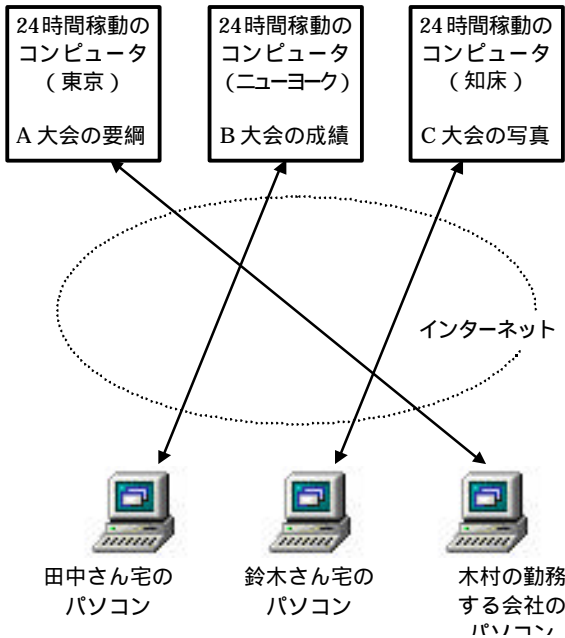 24時間稼動の
コンピュータ
(東京)
A 大会の要綱
24時間稼動の
コンピュータ
(ニューヨーク)
B 大会の成績
24時間稼動の
コンピュータ
(知床)
C 大会の写真
インターネット
田中さん宅の
パソコン
鈴木さん宅の
パソコン
木村の勤務
する会社の
パソコン